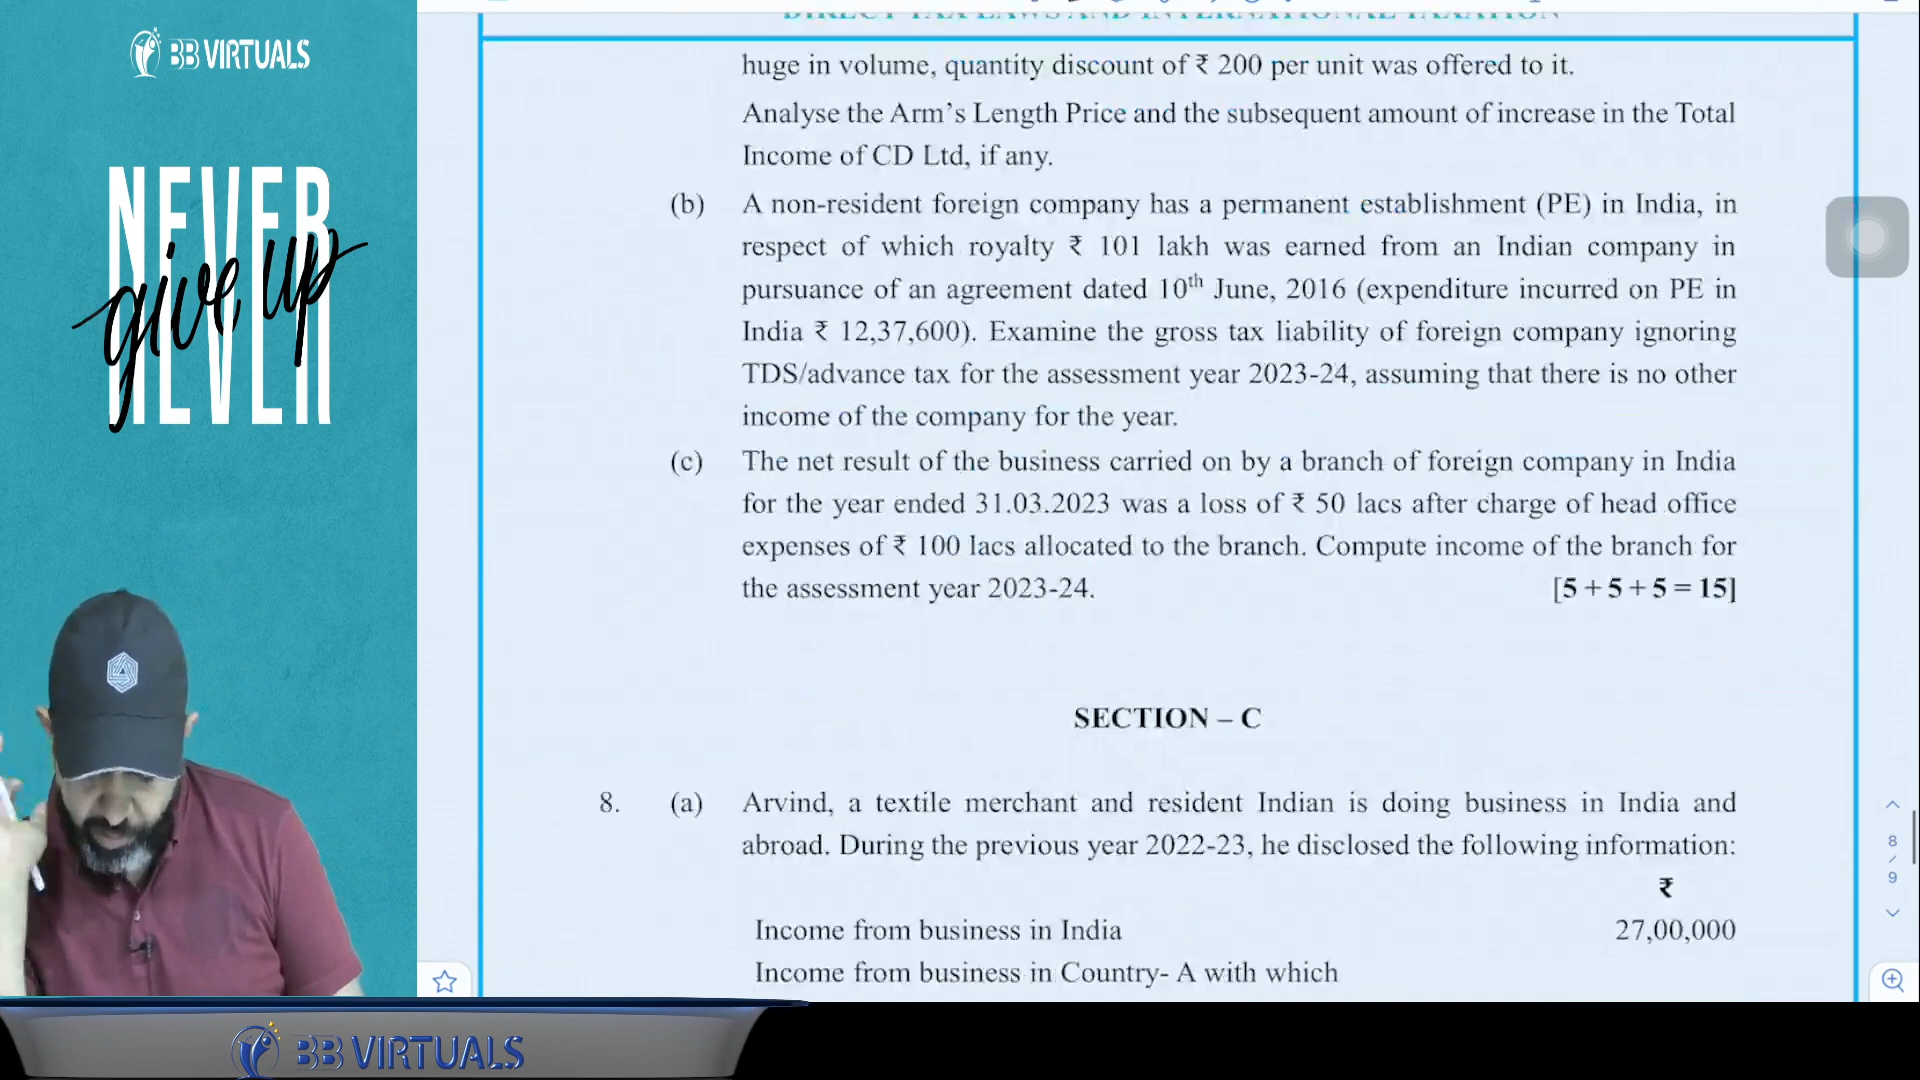 BB VIRTUALS
NEVER
give up
NEVER
DIRECT TAX LAWS AND INTERNATIONAL TAXATION
huge in volume, quantity discount of ₹ 200 per unit was offered to it.
Analyse the Arm's Length Price and the subsequent amount of increase in the Total
Income of CD Ltd, if any.
(b) A non-resident foreign company has a permanent establishment (PE) in India, in
respect of which royalty ₹ 101 lakh was earned from an Indian company in
pursuance of an agreement dated 10th June, 2016 (expenditure incurred on PE in
India ₹ 12,37,600). Examine the gross tax liability of foreign company ignoring
TDS/advance tax for the assessment year 2023-24, assuming that there is no other
income of the company for the year.
(c) The net result of the business carried on by a branch of foreign company in India
for the year ended 31.03.2023 was a loss of ₹ 50 lacs after charge of head office
expenses of ₹ 100 lacs allocated to the branch. Compute income of the branch for
the assessment year 2023-24. [5 + 5 + 5 = 15]
SECTION – C
8. (a) Arvind, a textile merchant and resident Indian is doing business in India and
abroad. During the previous year 2022-23, he disclosed the following information:
₹
Income from business in India 27,00,000
Income from business in Country- A with which
8
/
9
BB VIRTUALS